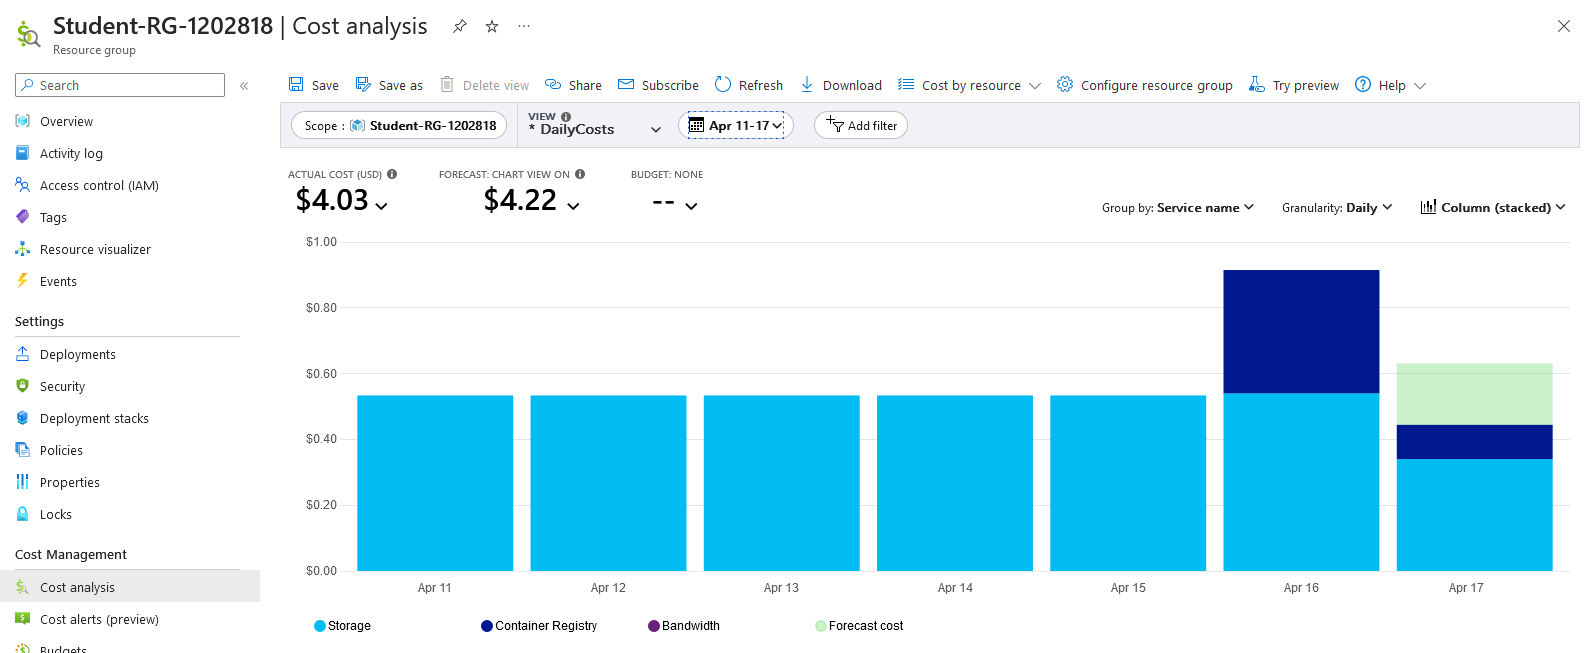 Student-RG-1202818 | Cost analysis
Resource group
Search
Save
Save as
Delete view
Share
Subscribe
Refresh
Download
Cost by resource
Configure resource group
Try preview
Help
Overview
Activity log
Access control (IAM)
Tags
Resource visualizer
Events
Settings
Deployments
Security
Deployment stacks
Policies
Properties
Locks
Cost Management
Cost analysis
Cost alerts (preview)
Budgets
Scope : Student-RG-1202818
VIEW
* DailyCosts
Apr 11-17
Add filter
ACTUAL COST (USD)
$4.03
FORECAST: CHART VIEW ON
$4.22
BUDGET: NONE
--
Group by: Service name
Granularity: Daily
Column (stacked)
$1.00
$0.80
$0.60
$0.40
$0.20
$0.00
Apr 11
Apr 12
Apr 13
Apr 14
Apr 15
Apr 16
Apr 17
Storage
Container Registry
Bandwidth
Forecast cost